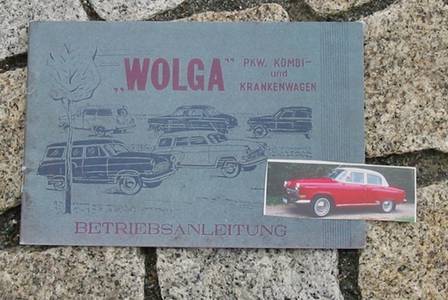 „WOLGA"
PKW. KOMBI-
und
KRANKENWAGEN
BETRIEBSANLEITUNG